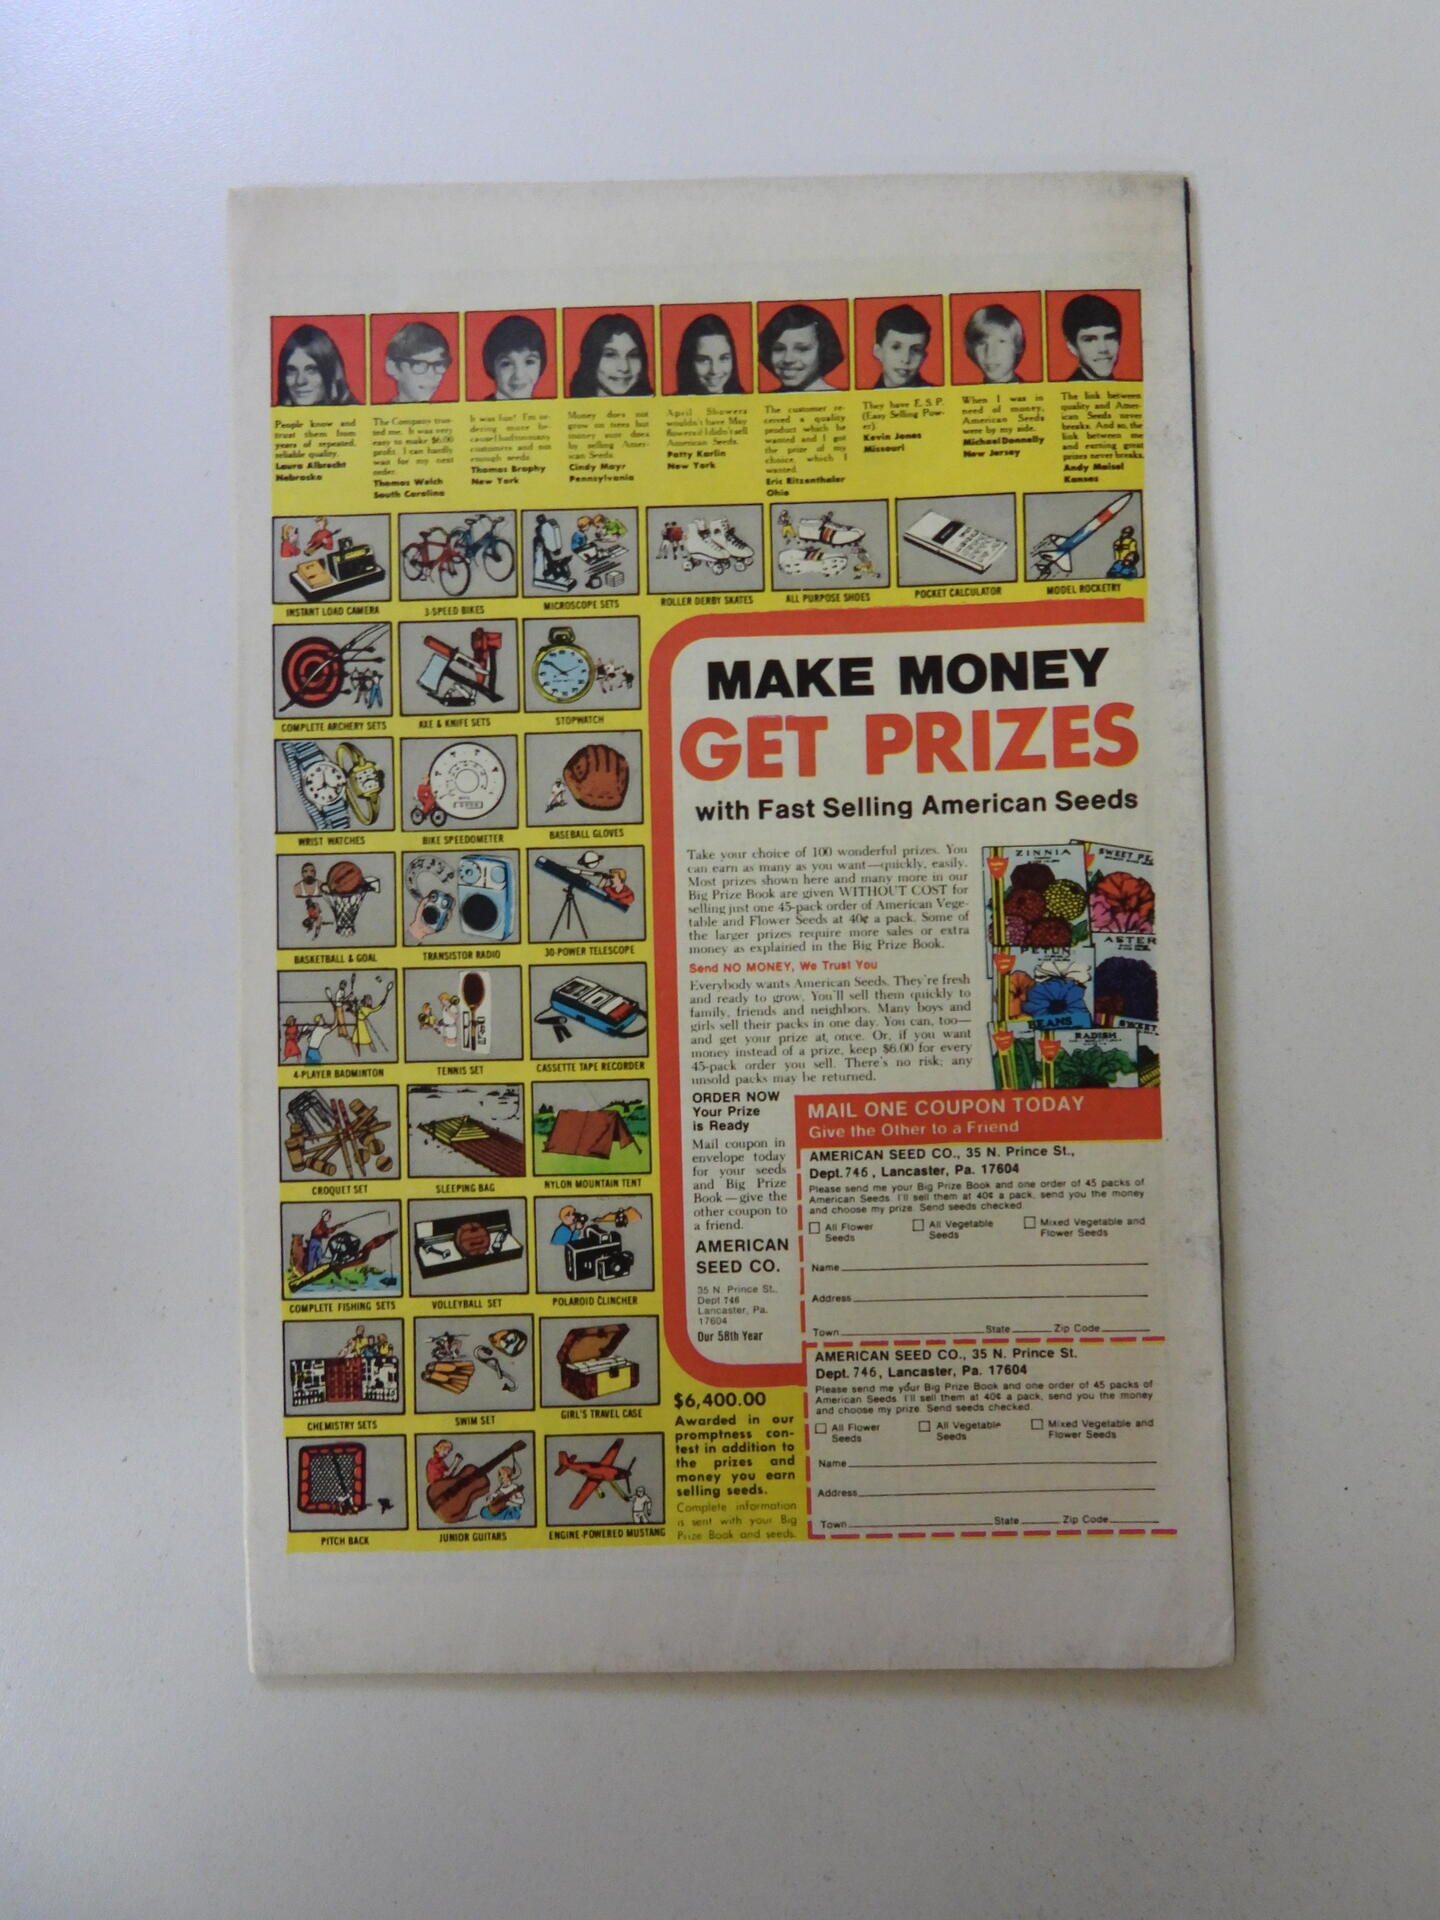 People know and
trust them from
years of repeated,
reliable quality.
Laura Albrecht
Nebraska
The Company trus-
ted me. It was very
easy to make $6.00
profit. I can hardly
wait for my next
order.
Thomas Welch
South Carolina
It was fun! I'm or-
dering more be-
cause I had too many
customers and not
enough seeds.
Thomas Brophy
New York
Money does not
grow on trees but
money sure does
by selling Ameri-
can Seeds.
Cindy Mayr
Pennsylvania
April Showers
wouldn't have May
flowers if I didn't sell
American Seeds.
Patty Karlin
New York
The customer re-
ceived a quality
product which he
wanted and I got
the prize of my
choice, which I
wanted.
Eric Ritzenthaler
Ohio
They have E.S.P.
(Easy Selling Pow-
er).
Kevin Jones
Missouri
When I was in
need of money,
American Seeds
were by my side.
Michael Donnelly
New Jersey
The link between
quality and Amer-
ican Seeds never
breaks. And so, the
link between me
and earning great
prizes never breaks.
Andy Maisel
Kansas
INSTANT LOAD CAMERA
3-SPEED BIKES
MICROSCOPE SETS
ROLLER DERBY SKATES
ALL PURPOSE SHOES
POCKET CALCULATOR
MODEL ROCKETRY
COMPLETE ARCHERY SETS
AXE & KNIFE SETS
STOPWATCH
WRIST WATCHES
BIKE SPEEDOMETER
BASEBALL GLOVES
BASKETBALL & GOAL
TRANSISTOR RADIO
30-POWER TELESCOPE
4-PLAYER BADMINTON
TENNIS SET
CASSETTE TAPE RECORDER
CROQUET SET
SLEEPING BAG
NYLON MOUNTAIN TENT
COMPLETE FISHING SETS
VOLLEYBALL SET
POLAROID CLINCHER
CHEMISTRY SETS
SWIM SET
GIRL'S TRAVEL CASE
PITCH BACK
JUNIOR GUITARS
ENGINE-POWERED MUSTANG
MAKE MONEY
GET PRIZES
with Fast Selling American Seeds
Take your choice of 100 wonderful prizes. You
can earn as many as you want—quickly, easily.
Most prizes shown here and many more in our
Big Prize Book are given WITHOUT COST for
selling just one 45-pack order of American Vege-
table and Flower Seeds at 40¢ a pack. Some of
the larger prizes require more sales or extra
money as explained in the Big Prize Book.
Send NO MONEY, We Trust You
Everybody wants American Seeds. They're fresh
and ready to grow. You'll sell them quickly to
family, friends and neighbors. Many boys and
girls sell their packs in one day. You can, too—
and get your prize at once. Or, if you want
money instead of a prize, keep $6.00 for every
45-pack order you sell. There's no risk; any
unsold packs may be returned.
ZINNIA
SWEET PE
ASTER
PETUN
BEANS
RADISH
SWEET
ORDER NOW
Your Prize
is Ready
Mail coupon in
envelope today
for your seeds
and Big Prize
Book—give the
other coupon to
a friend.
AMERICAN
SEED CO.
35 N. Prince St.,
Dept 746
Lancaster, Pa.
17604
Our 58th Year
$6,400.00
Awarded in our
promptness con-
test in addition to
the prizes and
money you earn
selling seeds.
Complete information
is sent with your Big
Prize Book and seeds.
MAIL ONE COUPON TODAY
Give the Other to a Friend
AMERICAN SEED CO., 35 N. Prince St.,
Dept. 746, Lancaster, Pa. 17604
Please send me your Big Prize Book and one order of 45 packs of
American Seeds. I'll sell them at 40¢ a pack, send you the money
and choose my prize. Send seeds checked.
All Flower
Seeds
All Vegetable
Seeds
Mixed Vegetable and
Flower Seeds
Name
Address
Town State Zip Code
AMERICAN SEED CO., 35 N. Prince St.
Dept. 746, Lancaster, Pa. 17604
Please send me your Big Prize Book and one order of 45 packs of
American Seeds. I'll sell them at 40¢ a pack, send you the money
and choose my prize. Send seeds checked.
All Flower
Seeds
All Vegetable
Seeds
Mixed Vegetable and
Flower Seeds
Name
Address
Town State Zip Code